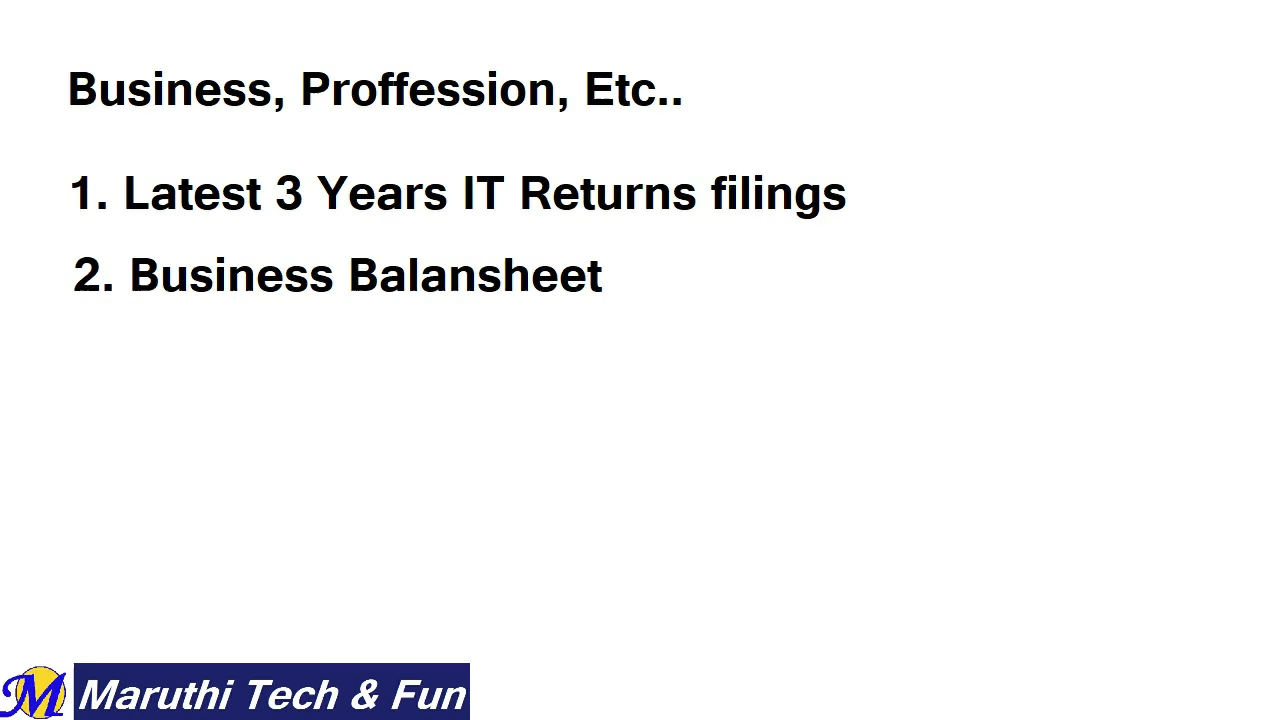 Business, Proffession, Etc..
1. Latest 3 Years IT Returns filings
2. Business Balansheet
M Maruthi Tech & Fun